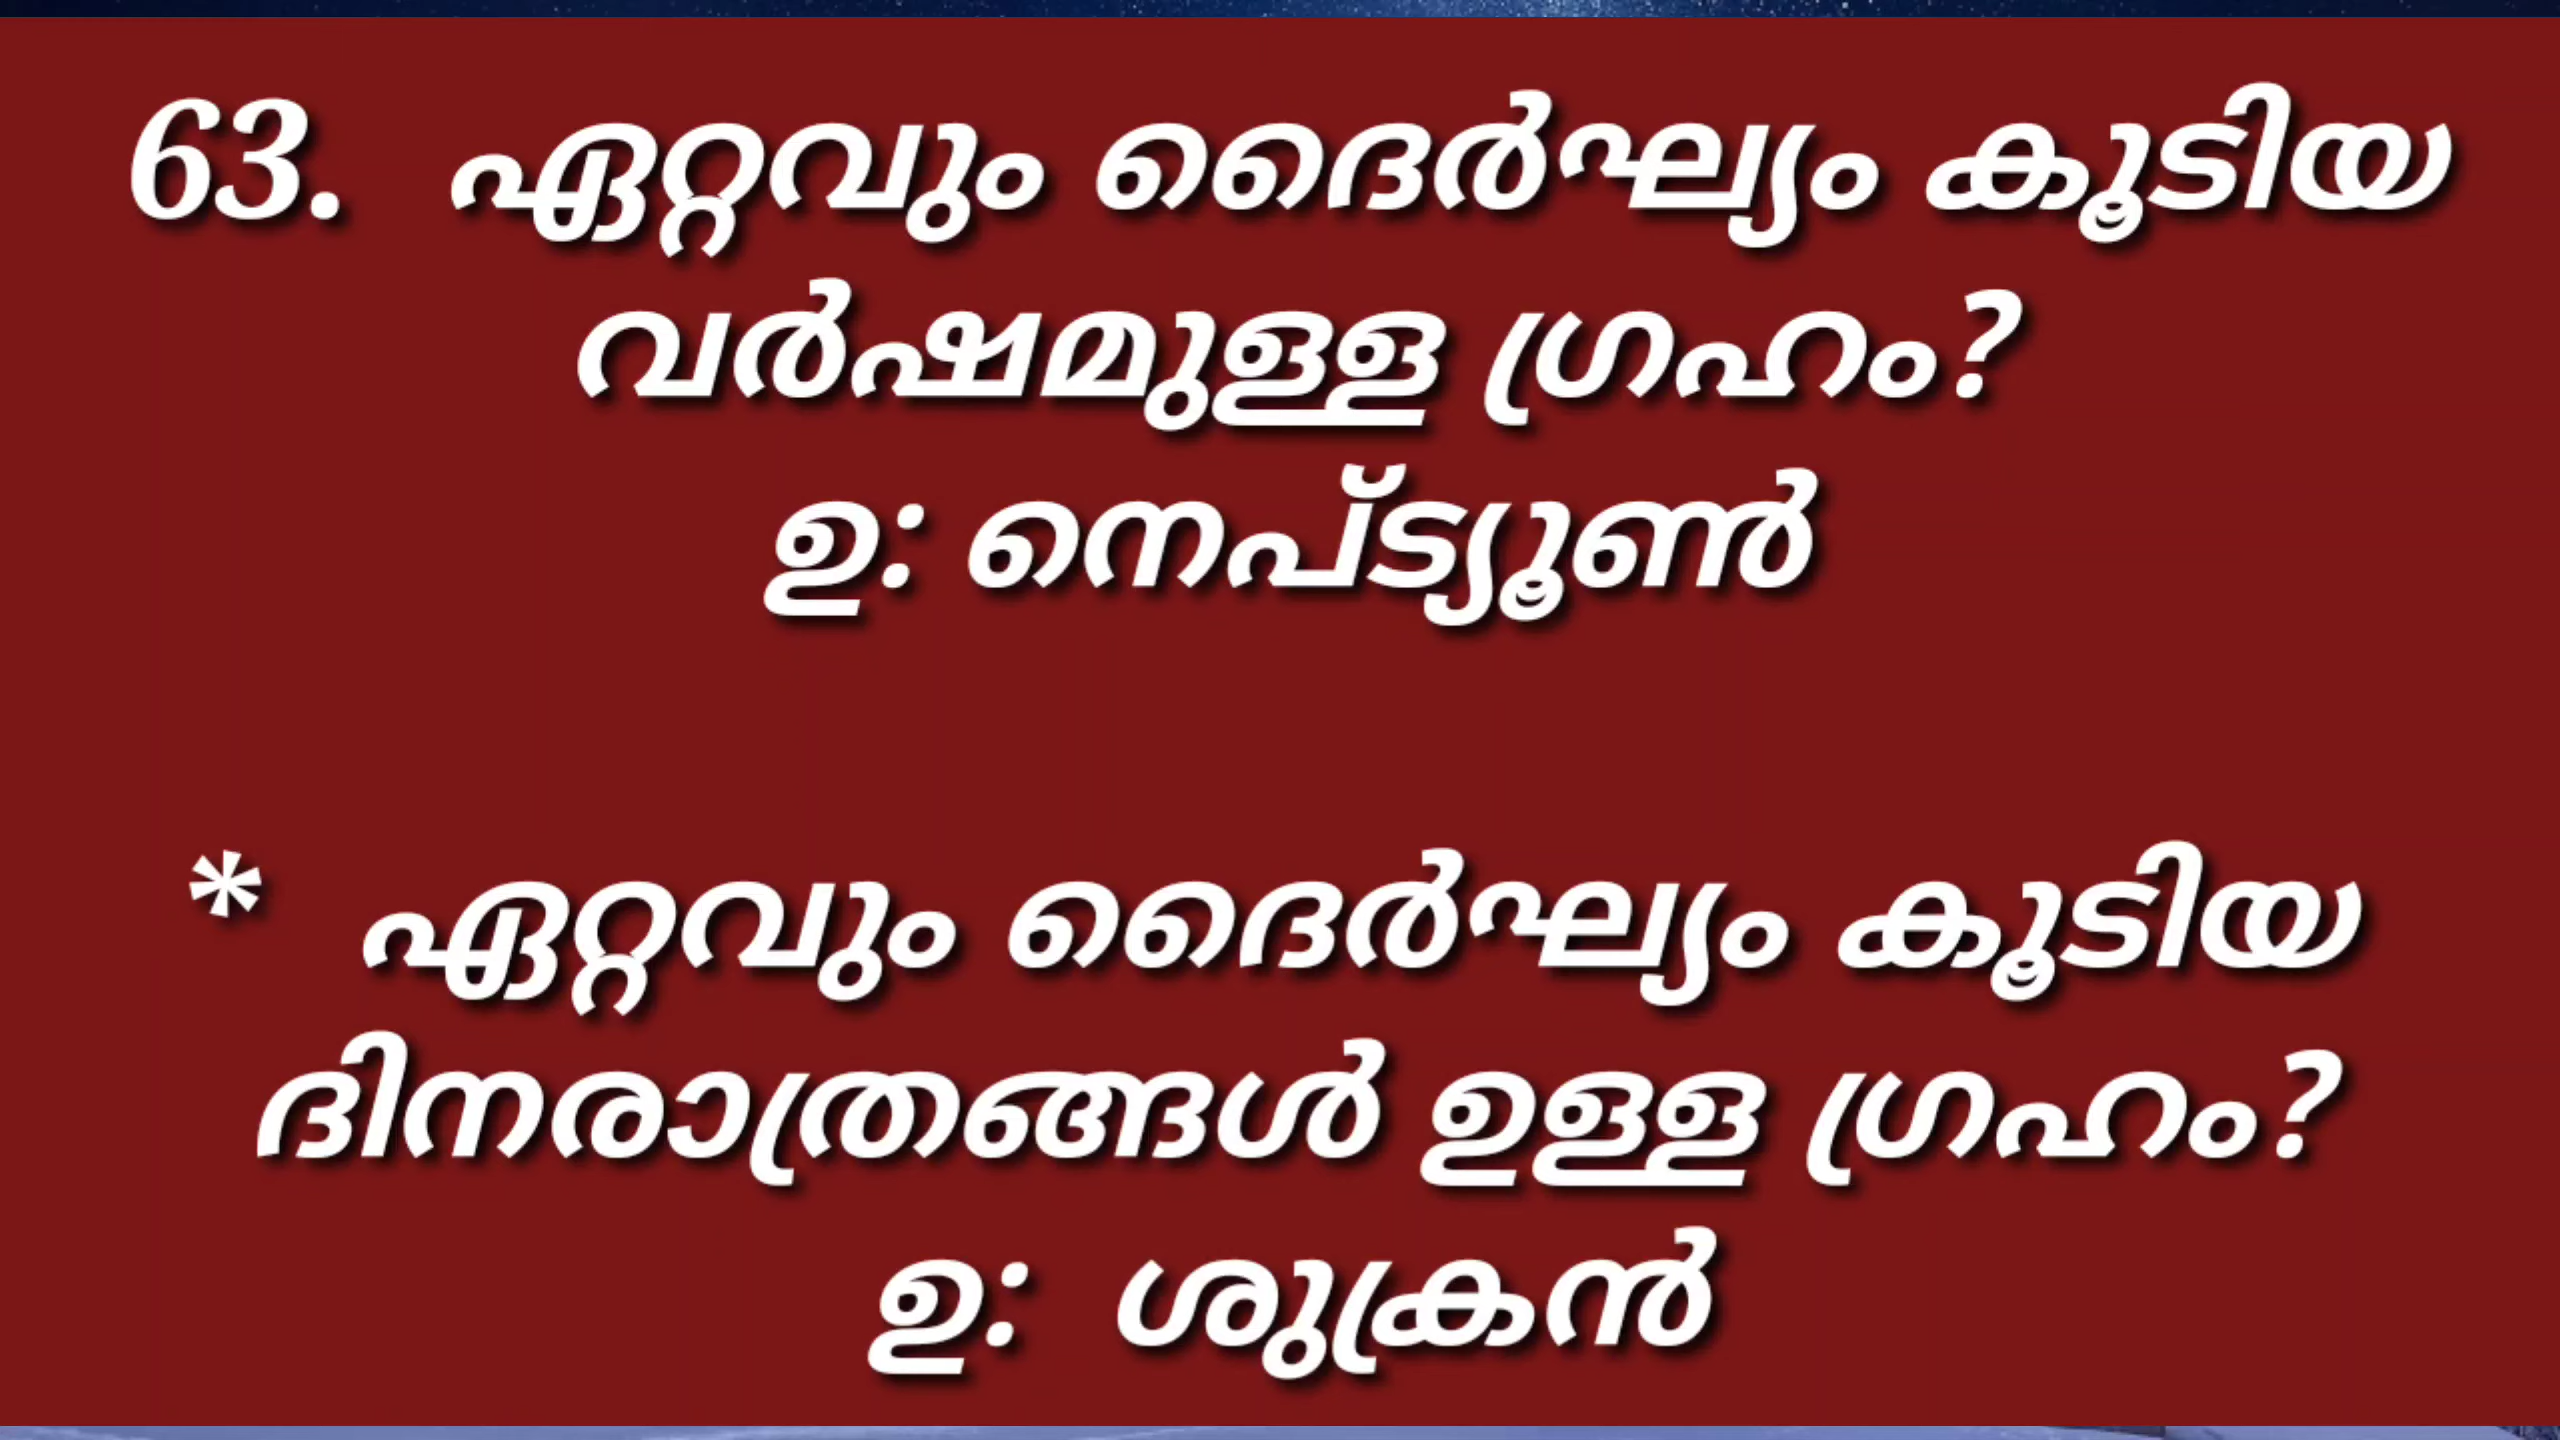 63. ഏറ്റവും ദൈർഘ്യം കൂടിയ
വർഷമുള്ള ഗ്രഹം?
ഉ: നെപ്ട്യൂൺ
* ഏറ്റവും ദൈർഘ്യം കൂടിയ
ദിനരാത്രങ്ങൾ ഉള്ള ഗ്രഹം?
ഉ: ശുക്രൻ